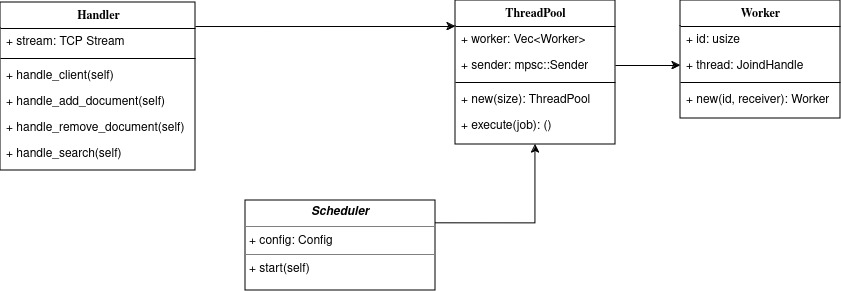 Handler
+ stream: TCP Stream
+ handle_client(self)
+ handle_add_document(self)
+ handle_remove_document(self)
+ handle_search(self)
ThreadPool
+ worker: Vec<Worker>
+ sender: mpsc::Sender
+ new(size): ThreadPool
+ execute(job): ()
Worker
+ id: usize
+ thread: JoindHandle
+ new(id, receiver): Worker
Scheduler
+ config: Config
+ start(self)